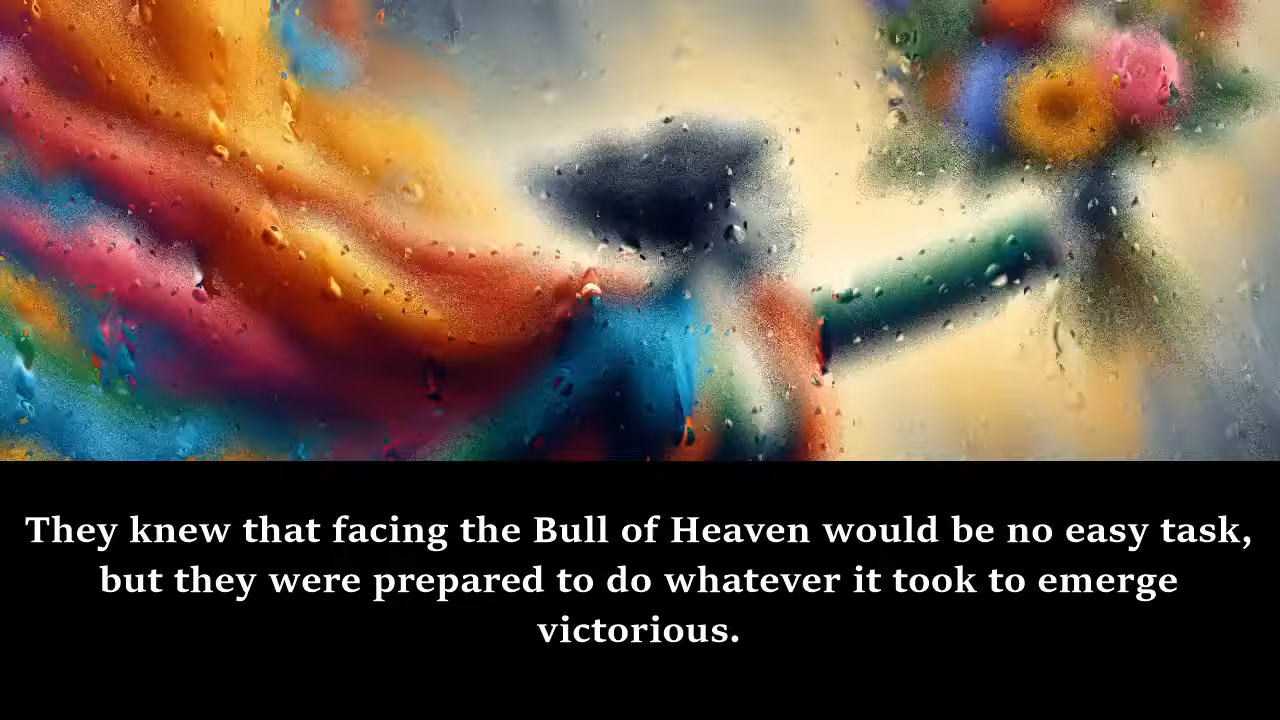 They knew that facing the Bull of Heaven would be no easy task,
but they were prepared to do whatever it took to emerge
victorious.